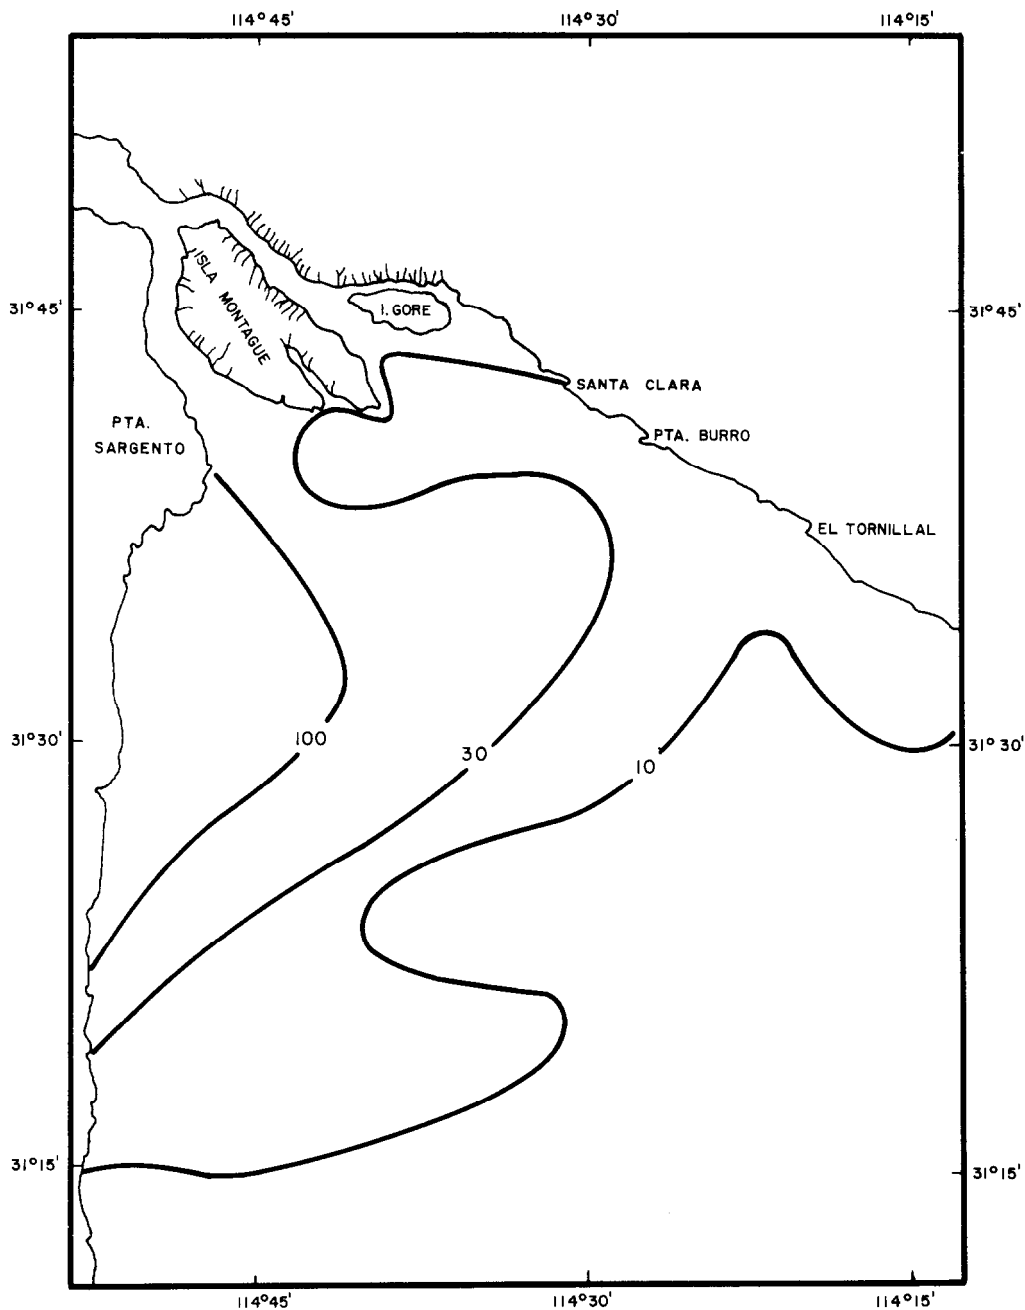 114°45'
114°30'
114°15'
31°45'
31°45'
ISLA MONTAGUE
I. GORE
SANTA CLARA
PTA.
SARGENTO
PTA. BURRO
EL TORNILLAL
31°30'
100
30
10
31°30'
31°15'
31°15'
114°45'
114°30'
114°15'